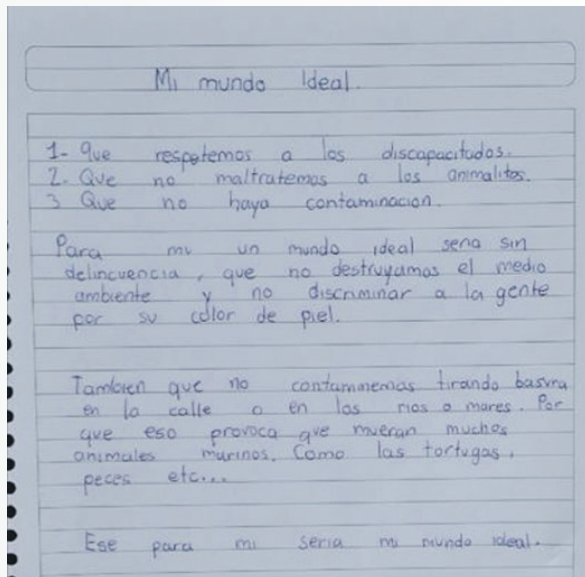 Mi mundo Ideal.
1- Que respetemos a los discapacitados.
2- Que no maltratemos a los animalitos.
3 Que no haya contaminacion.
Para mi un mundo ideal seria sin
delincuencia, que no destruyamos el medio
ambiente y no discriminar a la gente
por su color de piel.
Tambien que no contaminemos tirando basura
en la calle o en los rios o mares. Por
que eso provoca que mueran muchos
animales murinos. Como las tortugas,
peces etc...
Ese para mi seria mi mundo ideal.